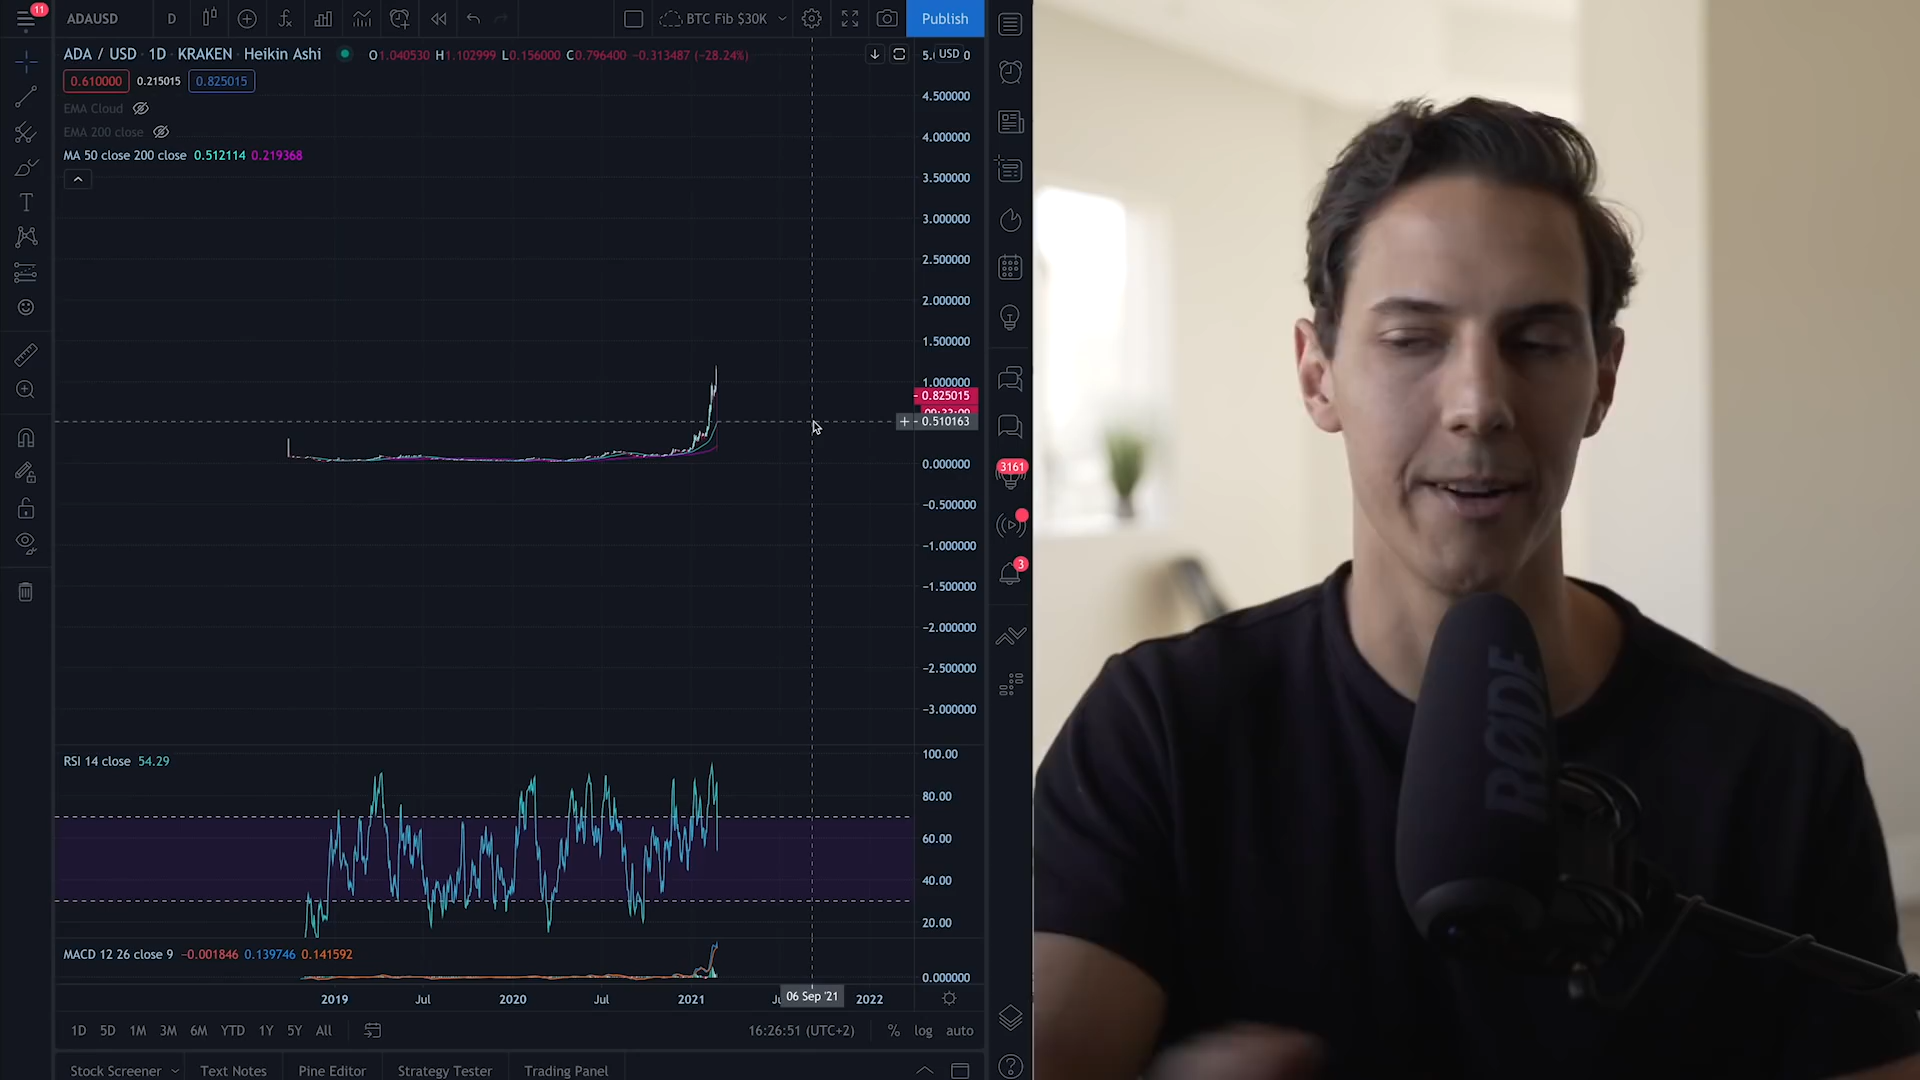 11
ADAUSD
D
BTC Fib $30K
Publish
ADA / USD · 1D · KRAKEN · Heikin Ashi
O1.040530 H1.102999 L0.156000 C0.796400 −0.313487 (−28.24%)
5.
USD
0
0.610000
0.215015
0.825015
EMA Cloud
EMA 200 close
MA 50 close 200 close 0.512114 0.219368
4.500000
4.000000
3.500000
3.000000
2.500000
2.000000
1.500000
1.000000
0.825015
0.510163
0.000000
−0.500000
−1.000000
−1.500000
−2.000000
−2.500000
−3.000000
RSI 14 close 54.29
100.00
80.00
60.00
40.00
20.00
MACD 12 26 close 9 −0.001846 0.139746 0.141592
0.000000
2019
Jul
2020
Jul
2021
06 Sep '21
2022
1D 5D 1M 3M 6M YTD 1Y 5Y All
16:26:51 (UTC+2)
% log auto
Stock Screener
Text Notes
Pine Editor
Strategy Tester
Trading Panel
3161
3
RØDE